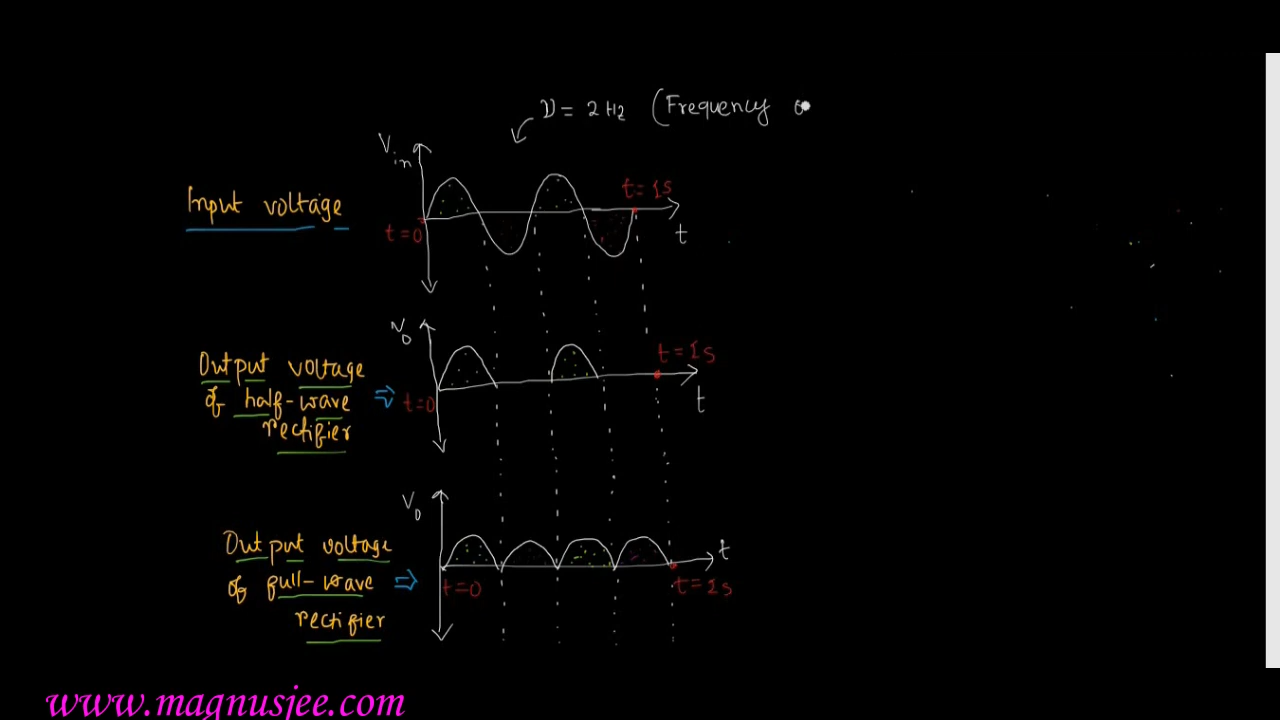 ν = 2 Hz (Frequency o
Vin
Input voltage
t=0
t=1s
t
V0
Output voltage
of half-wave
rectifier
⇒
t=0
t=1s
t
V0
Output voltage
of full-wave
rectifier
⇒
t=0
t=1s
t
www.magnusjee.com